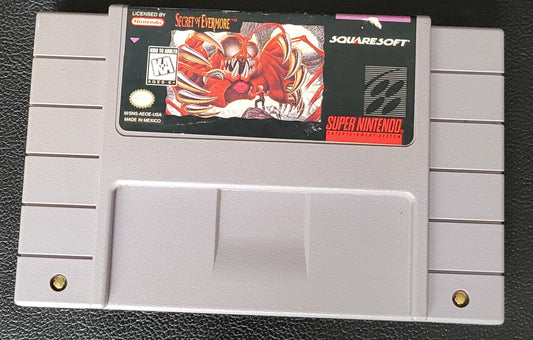 LICENSED BY
Nintendo
SECRET OF EVERMORE™
SQUARESOFT
KIDS TO ADULTS
K-A
AGES 6+
M/SNS-AEOE-USA
MADE IN MEXICO
SUPER NINTENDO
ENTERTAINMENT SYSTEM